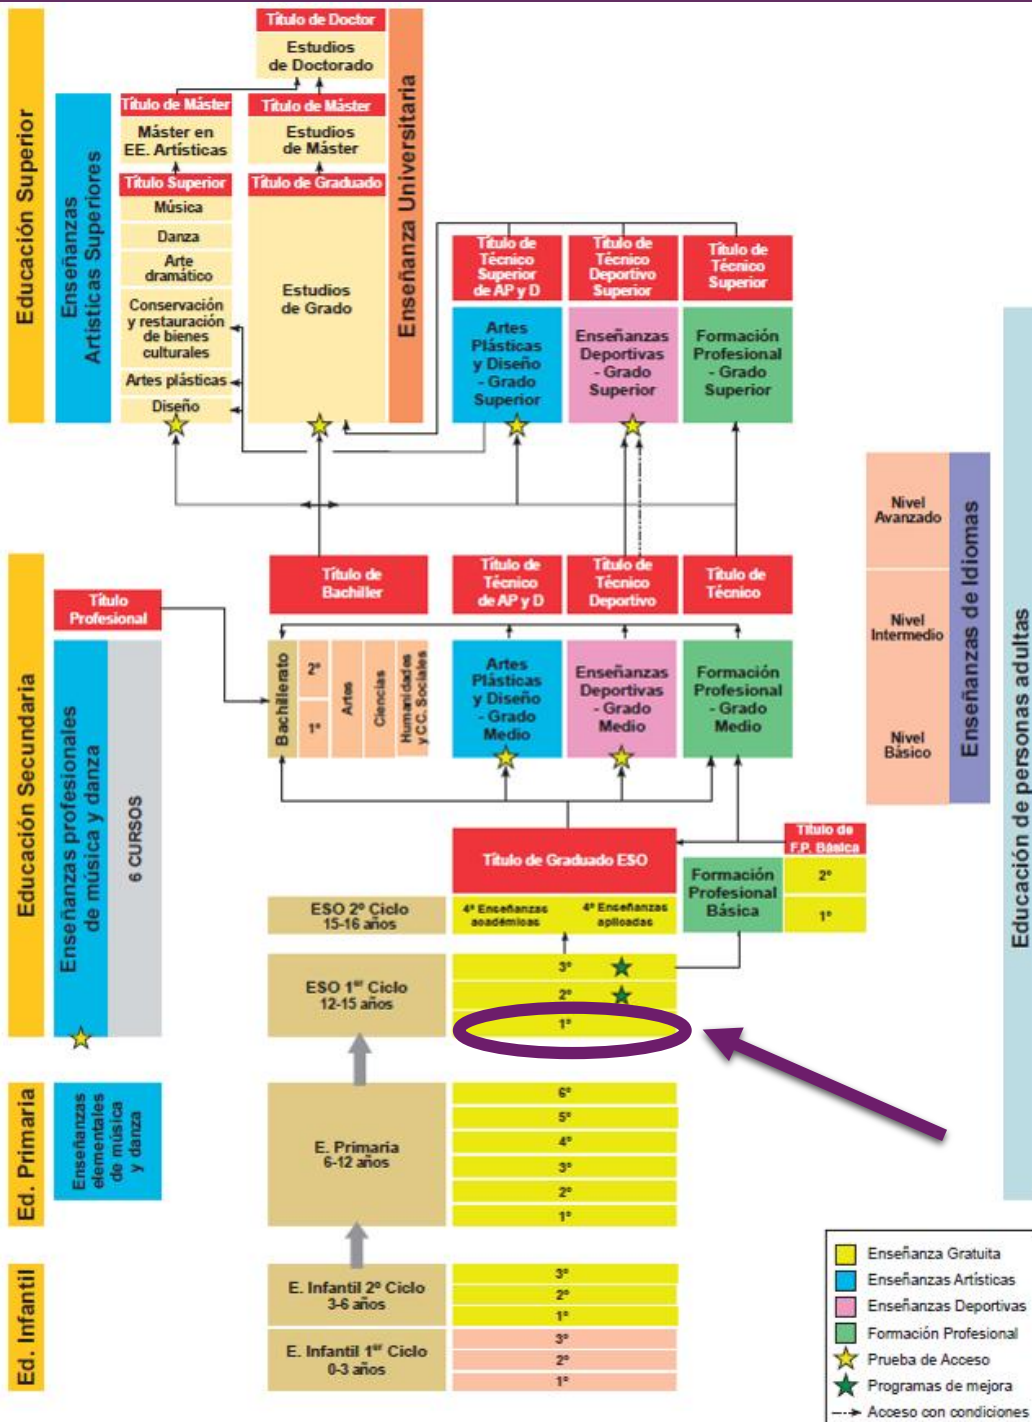 Educación Superior
Enseñanzas
Artísticas Superiores
Título de Doctor
Estudios
de Doctorado
Título de Máster
Máster en
EE. Artísticas
Título Superior
Música
Danza
Arte
dramático
Conservación
y restauración
de bienes
culturales
Artes plásticas
Diseño
Título de Máster
Estudios
de Máster
Título de Graduado
Estudios
de Grado
Enseñanza Universitaria
Título de
Técnico
Superior
de AP y D
Título de
Técnico
Deportivo
Superior
Título de
Técnico
Superior
Artes
Plásticas
y Diseño
- Grado
Superior
Enseñanzas
Deportivas
- Grado
Superior
Formación
Profesional
- Grado
Superior
Nivel
Avanzado
Nivel
Intermedio
Nivel
Básico
Enseñanzas de Idiomas
Educación de personas adultas
Educación Secundaria
Título
Profesional
Enseñanzas profesionales
de música y danza
6 CURSOS
Título de
Bachiller
Título de
Técnico
de AP y D
Título de
Técnico
Deportivo
Título de
Técnico
Bachillerato
2º
1º
Artes
Ciencias
Humanidades
y CC. Sociales
Artes
Plásticas
y Diseño
- Grado
Medio
Enseñanzas
Deportivas
- Grado
Medio
Formación
Profesional
- Grado
Medio
Título de Graduado ESO
Título de
F.P. Básica
Formación
Profesional
Básica
2º
1º
ESO 2º Ciclo
15-16 años
4º Enseñanzas
académicas
4º Enseñanzas
aplicadas
ESO 1er Ciclo
12-15 años
3º
2º
1º
Ed. Primaria
Enseñanzas
elementales
de música
y danza
E. Primaria
6-12 años
6º
5º
4º
3º
2º
1º
Ed. Infantil
E. Infantil 2º Ciclo
3-6 años
3º
2º
1º
E. Infantil 1er Ciclo
0-3 años
3º
2º
1º
Enseñanza Gratuita
Enseñanzas Artísticas
Enseñanzas Deportivas
Formación Profesional
Prueba de Acceso
Programas de mejora
Acceso con condiciones